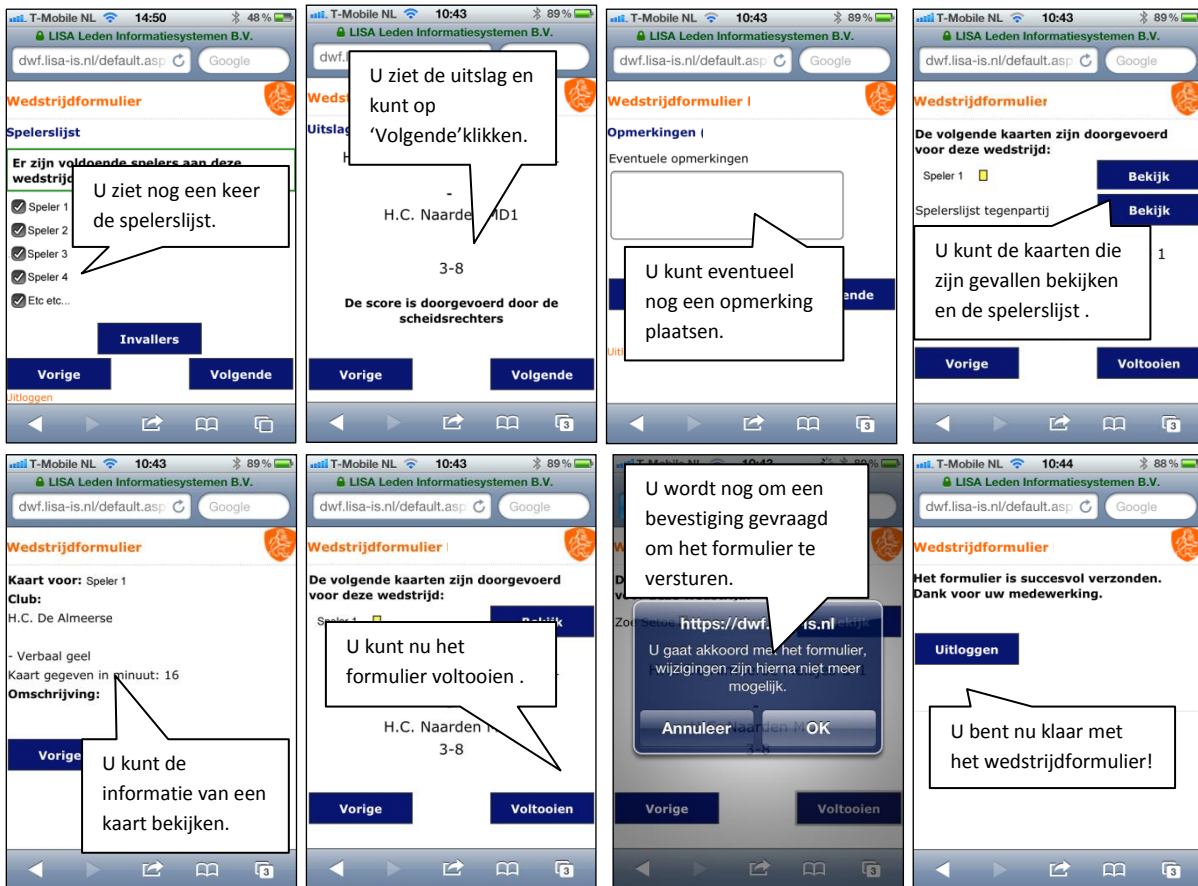 T-Mobile NL 14:50 48%
LISA Leden Informatiesystemen B.V.
dwf.lisa-is.nl/default.asp Google
Wedstrijdformulier
Spelerslijst
Er zijn voldoende spelers aan deze
wedstrijd
U ziet nog een keer
de spelerslijst.
Speler 1
Speler 2
Speler 3
Speler 4
Etc etc...
Invallers
Vorige Volgende
Uitloggen
T-Mobile NL 10:43 89%
LISA Leden Informatiesystemen B.V.
U ziet de uitslag en
kunt op
‘Volgende’klikken.
-
H.C. Naarden MD1
3-8
De score is doorgevoerd door de
scheidsrechters
Vorige Volgende
3
T-Mobile NL 10:43 89%
LISA Leden Informatiesystemen B.V.
dwf.lisa-is.nl/default.asp Google
Wedstrijdformulier
Opmerkingen (
Eventuele opmerkingen
U kunt eventueel
nog een opmerking
plaatsen.
3
T-Mobile NL 10:43 89%
LISA Leden Informatiesystemen B.V.
dwf.lisa-is.nl/default.asp Google
Wedstrijdformulier
De volgende kaarten zijn doorgevoerd
voor deze wedstrijd:
Speler 1 Bekijk
Spelerslijst tegenpartij Bekijk
1
U kunt de kaarten die
zijn gevallen bekijken
en de spelerslijst .
Vorige Voltooien
3
T-Mobile NL 10:43 89%
LISA Leden Informatiesystemen B.V.
dwf.lisa-is.nl/default.asp Google
Wedstrijdformulier
Kaart voor: Speler 1
Club:
H.C. De Almeerse
- Verbaal geel
Kaart gegeven in minuut: 16
Omschrijving:
Vorige
U kunt de
informatie van een
kaart bekijken.
3
T-Mobile NL 10:43 89%
LISA Leden Informatiesystemen B.V.
dwf.lisa-is.nl/default.asp Google
Wedstrijdformulier
De volgende kaarten zijn doorgevoerd
voor deze wedstrijd:
U kunt nu het
formulier voltooien .
H.C. Naarden
3-8
Vorige Voltooien
3
U wordt nog om een
bevestiging gevraagd
om het formulier te
versturen.
U gaat akkoord met het formulier,
wijzigingen zijn hierna niet meer
mogelijk.
Annuleer OK
3-8
Vorige Voltooien
3
T-Mobile NL 10:44 88%
LISA Leden Informatiesystemen B.V.
dwf.lisa-is.nl/default.asp Google
Wedstrijdformulier
Het formulier is succesvol verzonden.
Dank voor uw medewerking.
Uitloggen
U bent nu klaar met
het wedstrijdformulier!
3